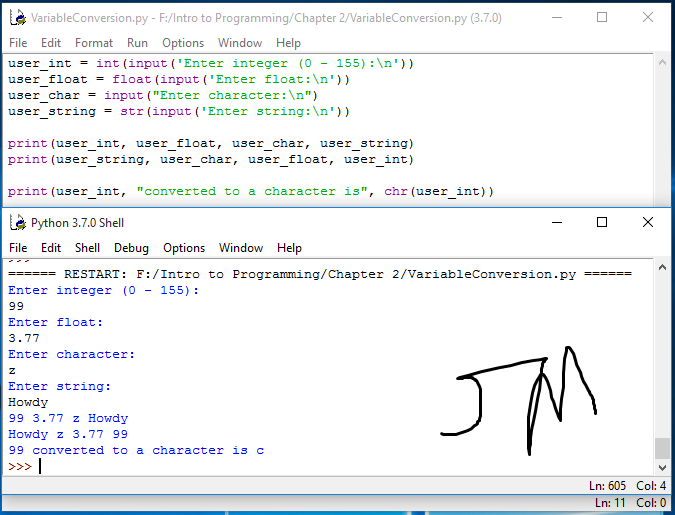 VariableConversion.py - F:/Intro to Programming/Chapter 2/VariableConversion.py (3.7.0)
File Edit Format Run Options Window Help
user_int = int(input('Enter integer (0 - 155):\n'))
user_float = float(input('Enter float:\n'))
user_char = input("Enter character:\n")
user_string = str(input('Enter string:\n'))
print(user_int, user_float, user_char, user_string)
print(user_string, user_char, user_float, user_int)
print(user_int, "converted to a character is", chr(user_int))
Python 3.7.0 Shell
File Edit Shell Debug Options Window Help
>>>
====== RESTART: F:/Intro to Programming/Chapter 2/VariableConversion.py ======
Enter integer (0 - 155):
99
Enter float:
3.77
Enter character:
z
Enter string:
Howdy
99 3.77 z Howdy
Howdy z 3.77 99
99 converted to a character is c
>>>
JM
Ln: 605 Col: 4
Ln: 11 Col: 0